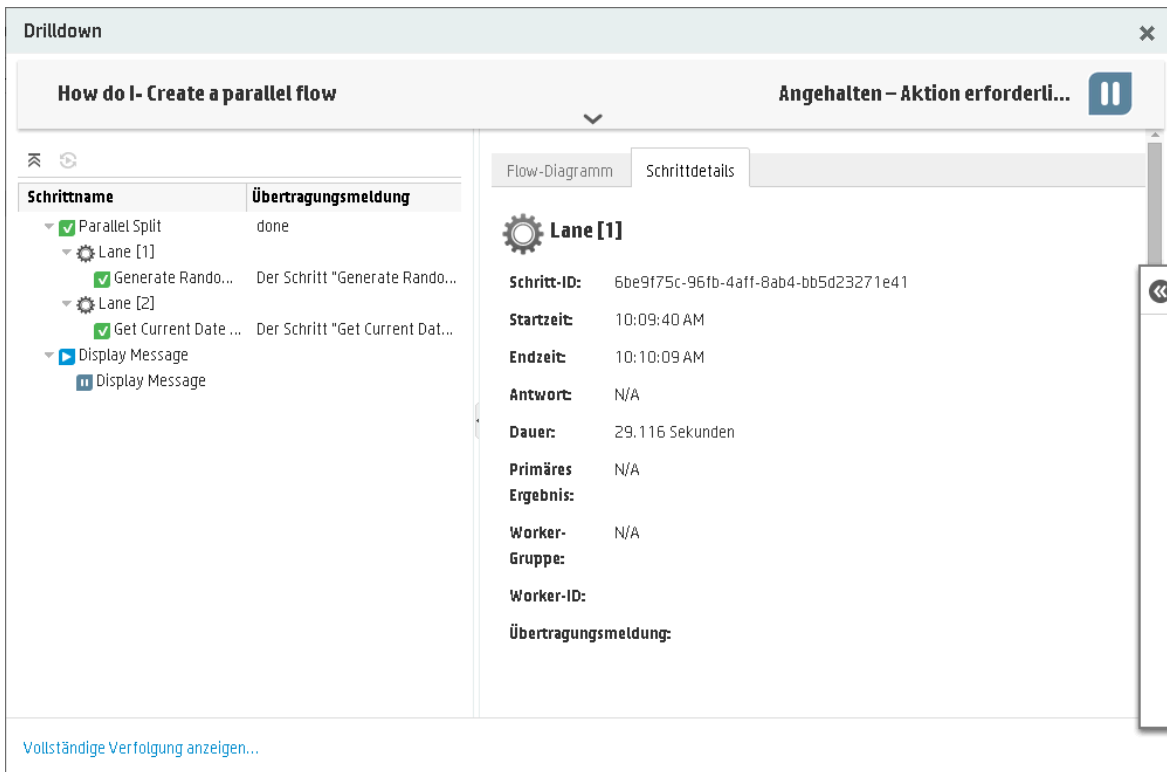 Drilldown
How do I- Create a parallel flow
Angehalten – Aktion erforderli...
Schrittname Übertragungsmeldung
Parallel Split done
Lane [1]
Generate Rando... Der Schritt "Generate Rando...
Lane [2]
Get Current Date ... Der Schritt "Get Current Dat...
Display Message
Display Message
Flow-Diagramm Schrittdetails
Lane [1]
Schritt-ID: 6be9f75c-96fb-4aff-8ab4-bb5d23271e41
Startzeit: 10:09:40 AM
Endzeit: 10:10:09 AM
Antwort: N/A
Dauer: 29.116 Sekunden
Primäres N/A
Ergebnis:
Worker- N/A
Gruppe:
Worker-ID:
Übertragungsmeldung:
Vollständige Verfolgung anzeigen...